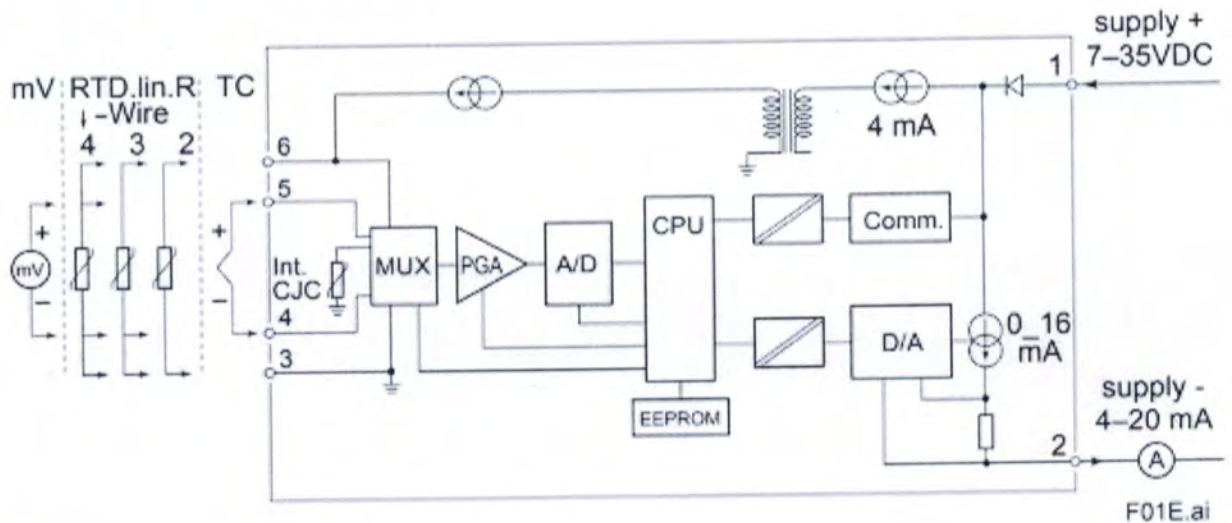 supply +
7–35VDC
1
mV RTD.lin.R TC
↓ –Wire
4 3 2
4 mA
6
5
+
+
mV
–
–
Int.
CJC
4
3
MUX
PGA
A/D
CPU
EEPROM
Comm.
D/A
0_16
mA
supply -
4–20 mA
2
A
F01E.ai